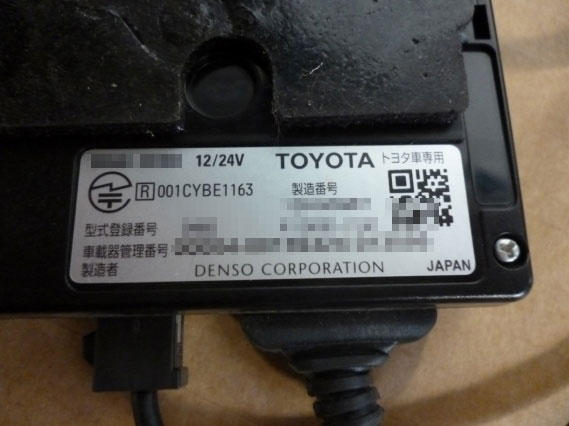 12/24V TOYOTA トヨタ車専用
R 001CYBE1163 製造番号
型式登録番号
車載器管理番号
製造者 DENSO CORPORATION JAPAN